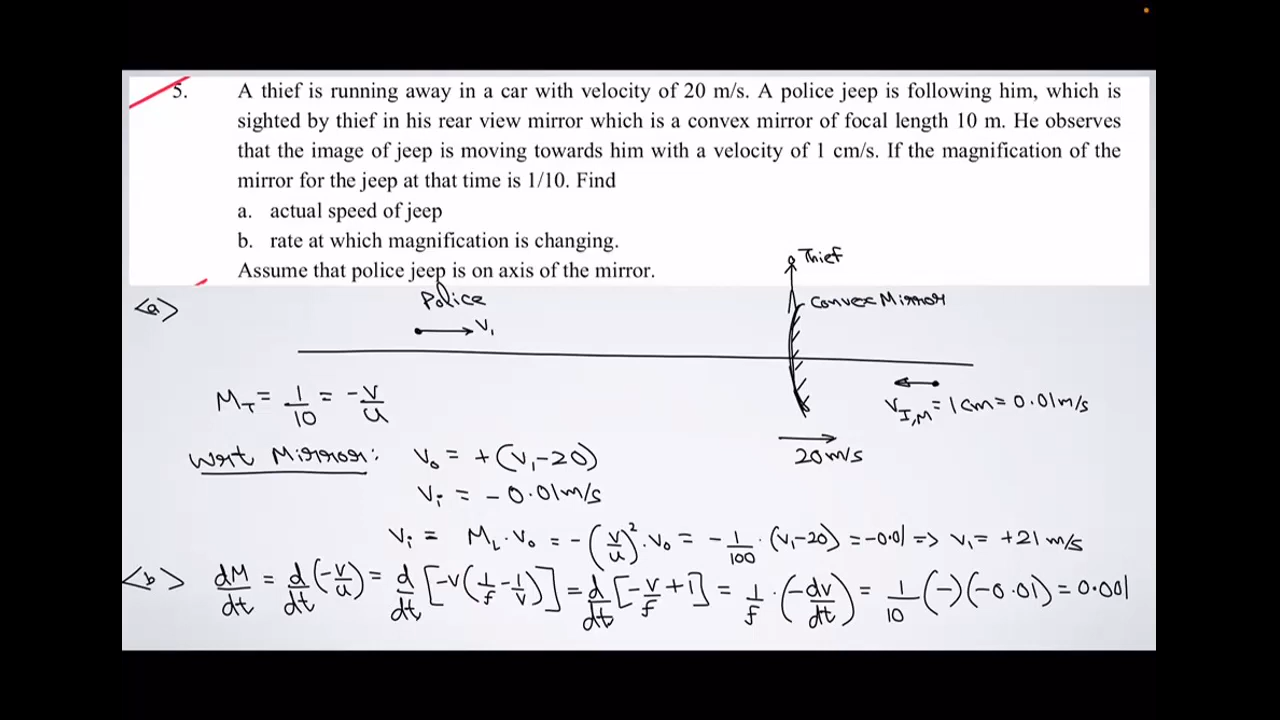 5. A thief is running away in a car with velocity of 20 m/s. A police jeep is following him, which is
sighted by thief in his rear view mirror which is a convex mirror of focal length 10 m. He observes
that the image of jeep is moving towards him with a velocity of 1 cm/s. If the magnification of the
mirror for the jeep at that time is 1/10. Find
a. actual speed of jeep
b. rate at which magnification is changing.
Assume that police jeep is on axis of the mirror.
Thief
<a> Police
Convex Mirror
V₁
M_T = 1/10 = -v/u
V_I,M = 1cm = 0.01m/s
20 m/s
Wrt Mirror: V₀ = +(V₁-20)
Vᵢ = -0.01m/s
Vᵢ = M_L·V₀ = -(v/u)²·V₀ = -1/100·(V₁-20) = -0.01 => V₁ = +21 m/s
<b> dM/dt = d/dt(-v/u) = d/dt[-v(1/f-1/v)] = d/dt[-v/f+1] = 1/f·(-dv/dt) = 1/10(-)(-0.01) = 0.001